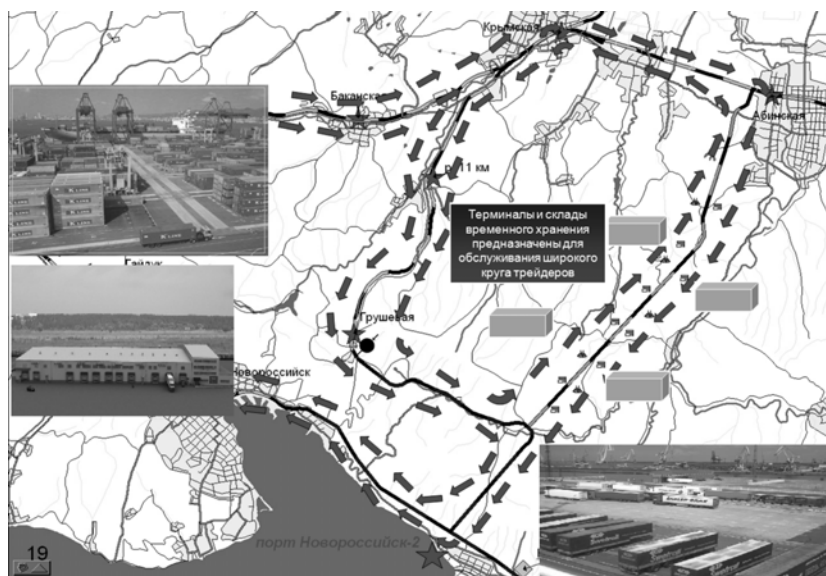 Крымская
Баканская
Абинская
р. 11 км
Терминалы и склады
временного хранения
предназначены для
обслуживания широкого
круга трейдеров
Гайдук
Грушевая
Новороссийск
порт Новороссийск-2
19